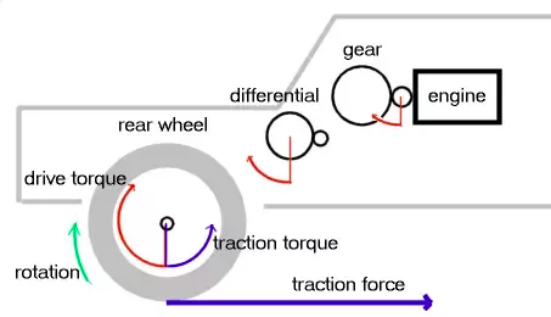 gear
differential
engine
rear wheel
drive torque
traction torque
rotation
traction force